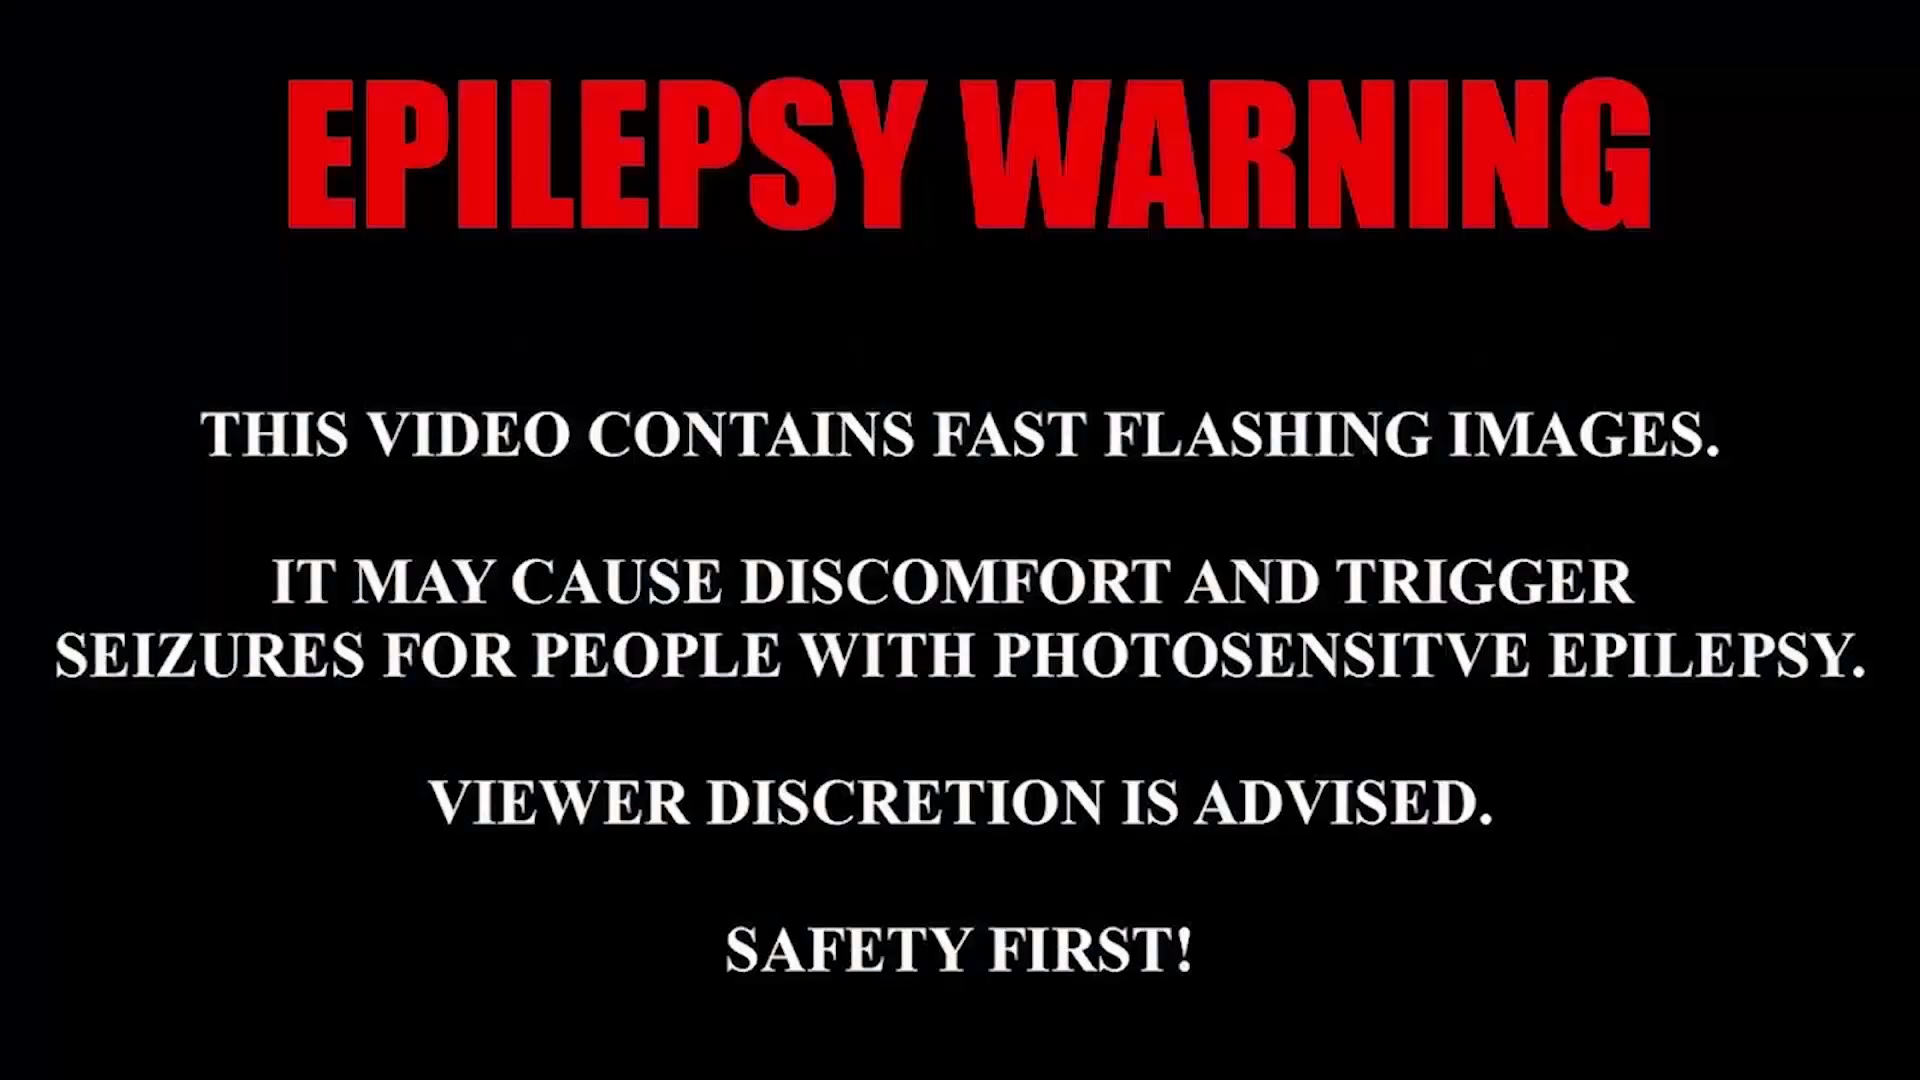 EPILEPSY WARNING
THIS VIDEO CONTAINS FAST FLASHING IMAGES.
IT MAY CAUSE DISCOMFORT AND TRIGGER
SEIZURES FOR PEOPLE WITH PHOTOSENSITVE EPILEPSY.
VIEWER DISCRETION IS ADVISED.
SAFETY FIRST!